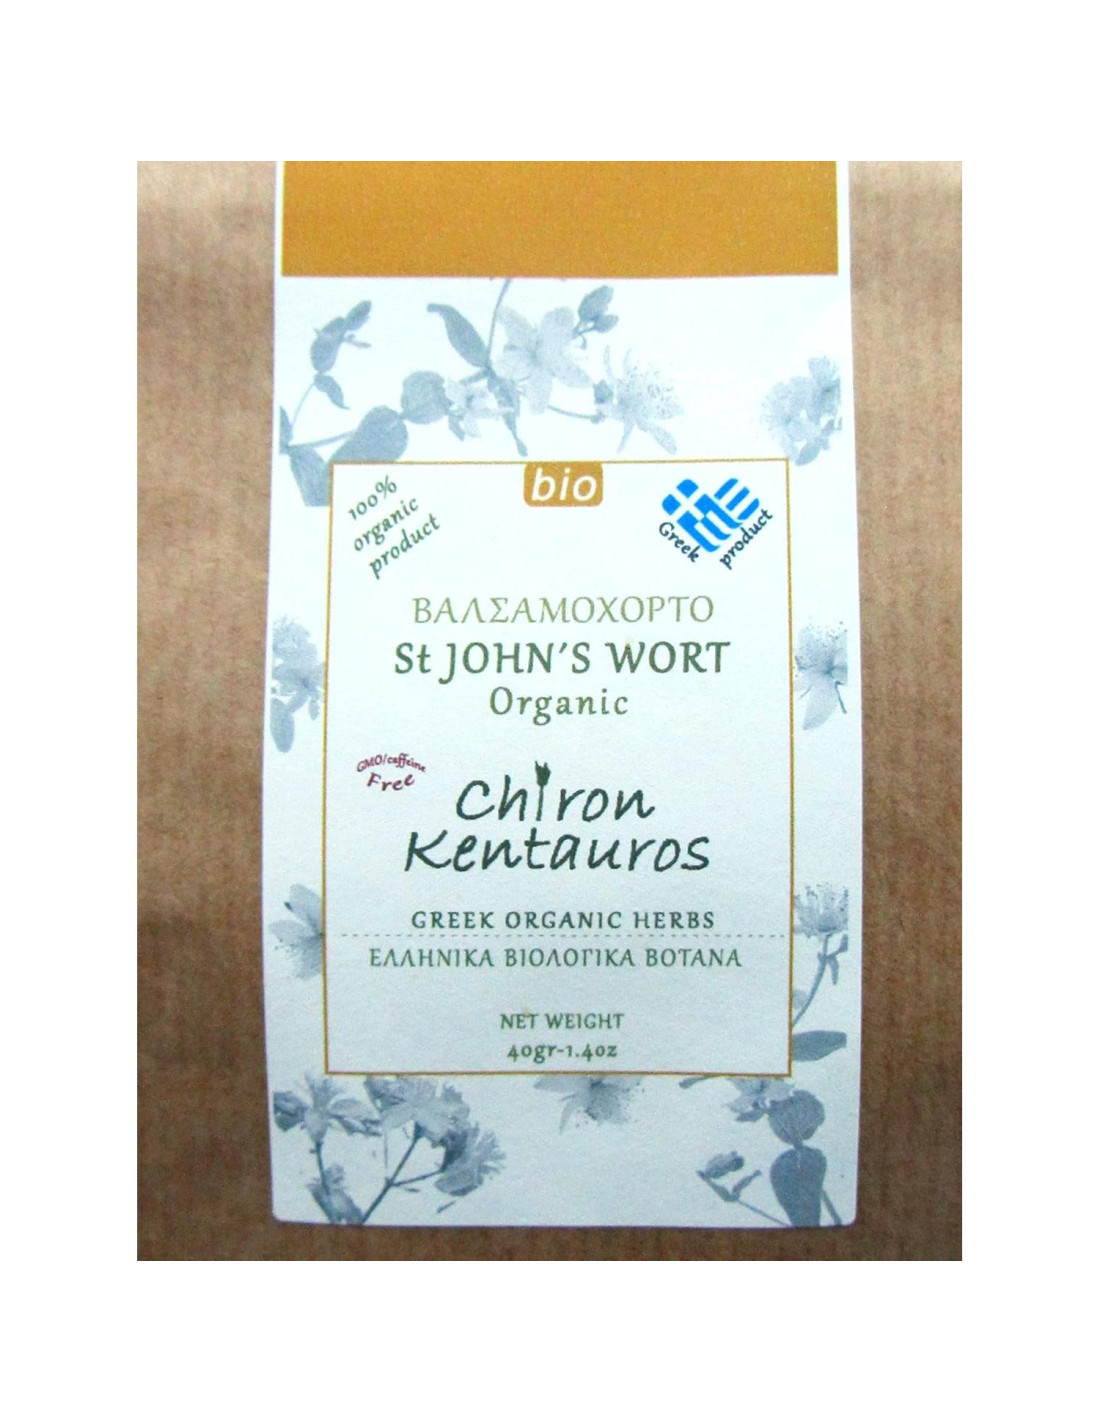 bio
100%
organic
product
Greek product
ΒΑΛΣΑΜΟΧΟΡΤΟ
St JOHN'S WORT
Organic
GMO/caffeine
Free
Chiron
Kentauros
GREEK ORGANIC HERBS
ΕΛΛΗΝΙΚΑ ΒΙΟΛΟΓΙΚΑ ΒΟΤΑΝΑ
NET WEIGHT
40gr-1.4oz